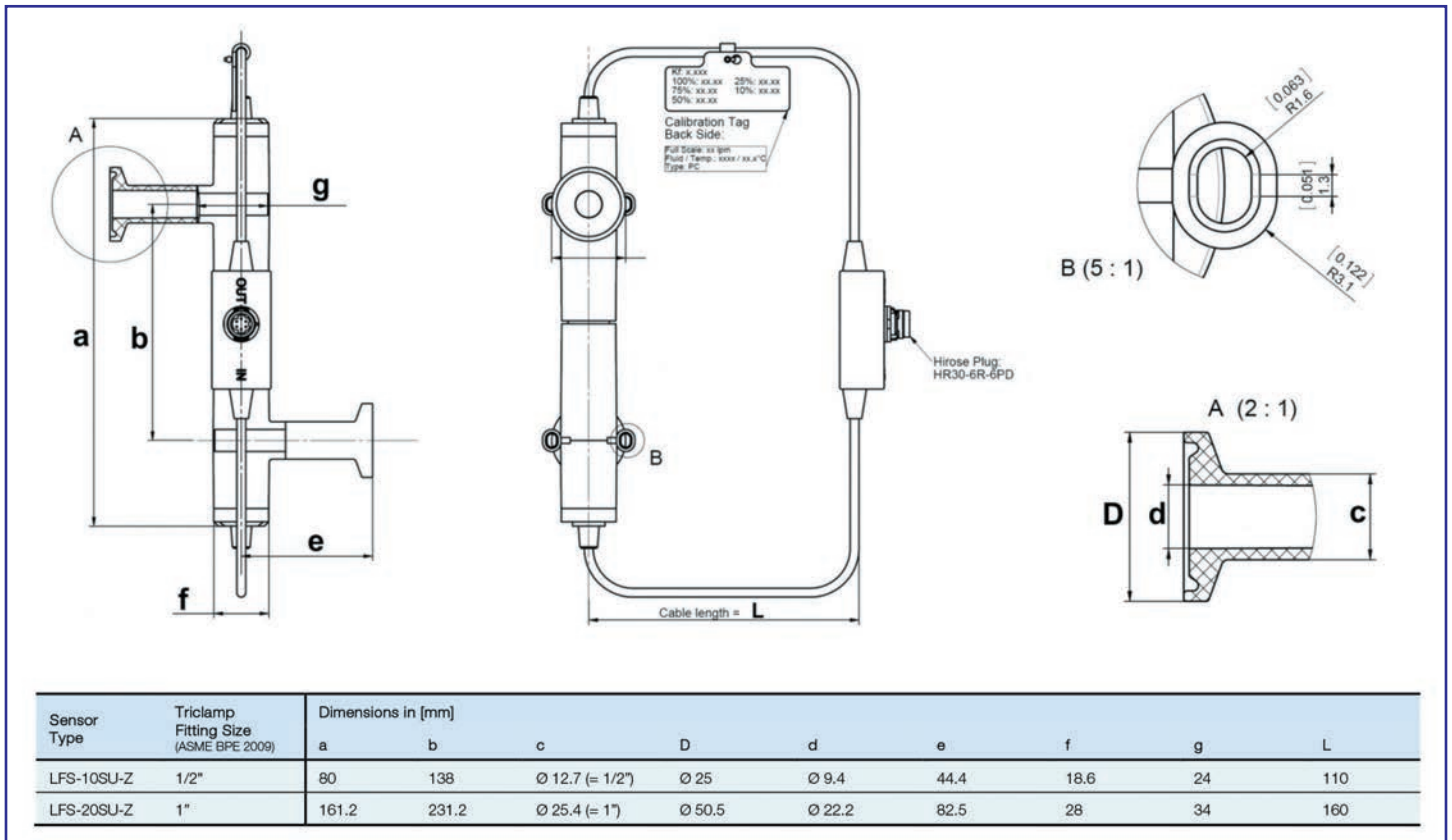 A
g
a
b
OUT
IN
e
f
Kf: x.xxx
100%: xx.xx 25%: xx.xx
75%: xx.xx 10%: xx.xx
50%: xx.xx
Calibration Tag
Back Side:
Full Scale: xx lpm
Fluid / Temp.: xxxx / xx.x°C
Type: PC
Hirose Plug:
HR30-6R-6PD
B
Cable length = L
[0.063]
R1.6
[0.051]
1.3
[0.122]
R3.1
B (5 : 1)
A (2 : 1)
D
d
c
Sensor Type Triclamp Fitting Size (ASME BPE 2009) Dimensions in [mm]
a b c D d e f g L
LFS-10SU-Z 1/2" 80 138 Ø 12.7 (= 1/2") Ø 25 Ø 9.4 44.4 18.6 24 110
LFS-20SU-Z 1" 161.2 231.2 Ø 25.4 (= 1") Ø 50.5 Ø 22.2 82.5 28 34 160